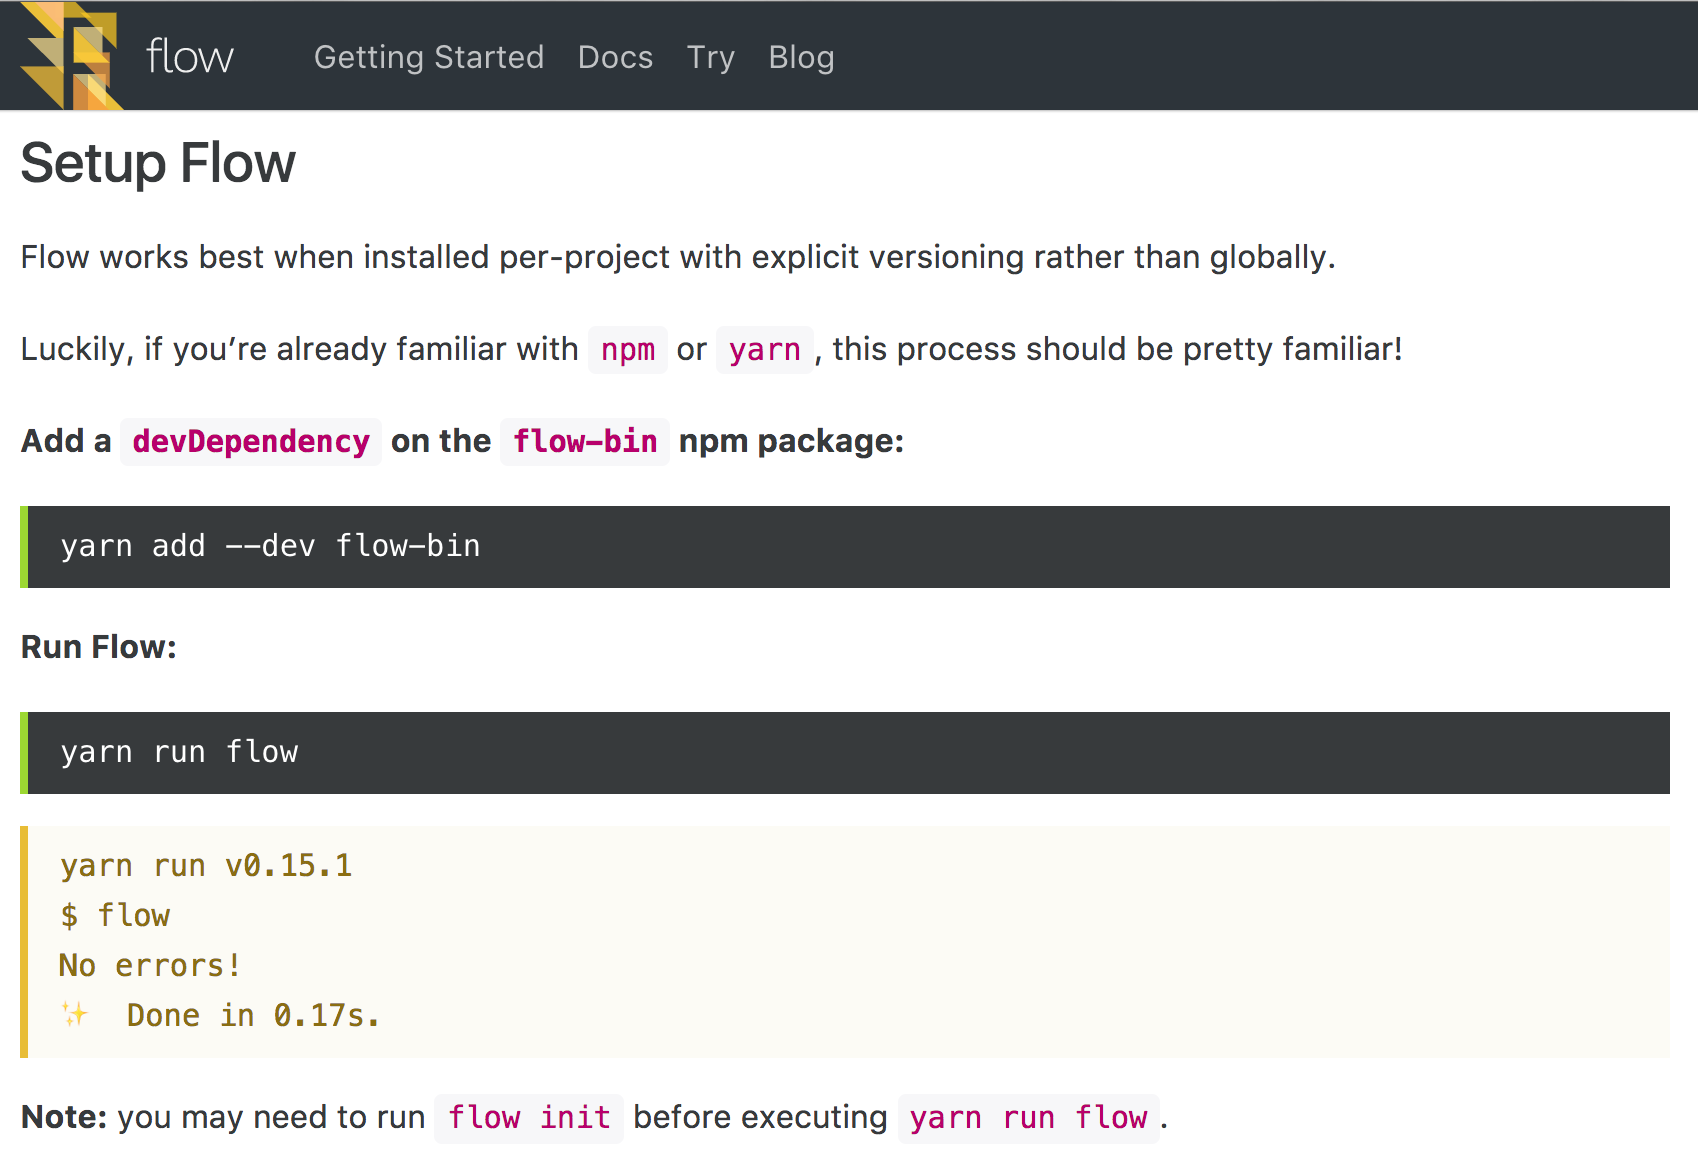 flow Getting Started Docs Try Blog
Setup Flow
Flow works best when installed per-project with explicit versioning rather than globally.
Luckily, if you’re already familiar with npm or yarn, this process should be pretty familiar!
Add a devDependency on the flow-bin npm package:
yarn add --dev flow-bin
Run Flow:
yarn run flow
yarn run v0.15.1
$ flow
No errors!
✨ Done in 0.17s.
Note: you may need to run flow init before executing yarn run flow.